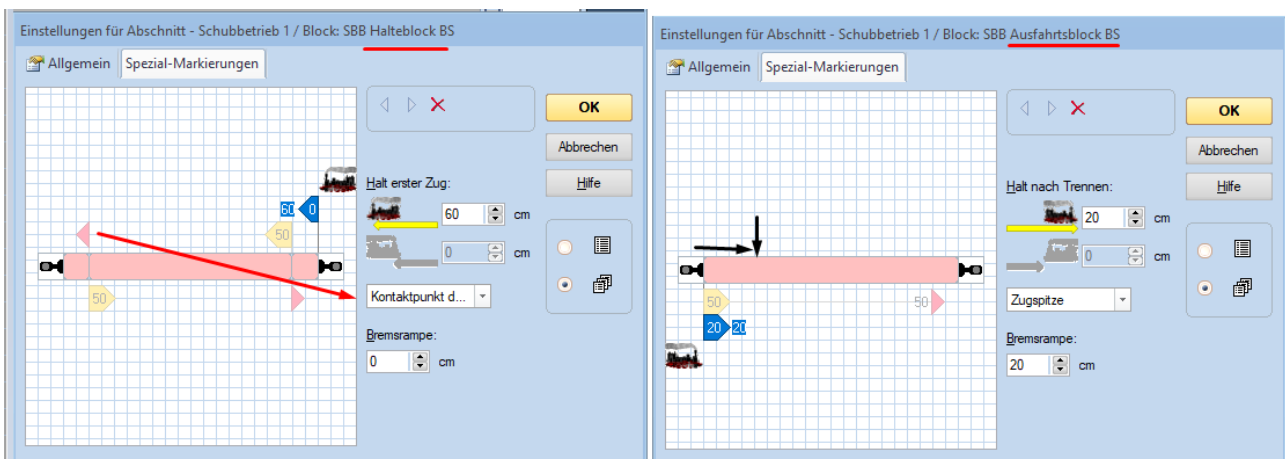 Einstellungen für Abschnitt - Schubbetrieb 1 / Block: SBB Halteblock BS
Allgemein
Spezial-Markierungen
OK
Abbrechen
Hilfe
Halt erster Zug:
60 cm
0 cm
Kontaktpunkt d...
Bremsrampe:
0 cm
60 0
50
50
Einstellungen für Abschnitt - Schubbetrieb 1 / Block: SBB Ausfahrtsblock BS
Allgemein
Spezial-Markierungen
OK
Abbrechen
Hilfe
Halt nach Trennen:
20 cm
0 cm
Zugspitze
Bremsrampe:
20 cm
50 50
20 20